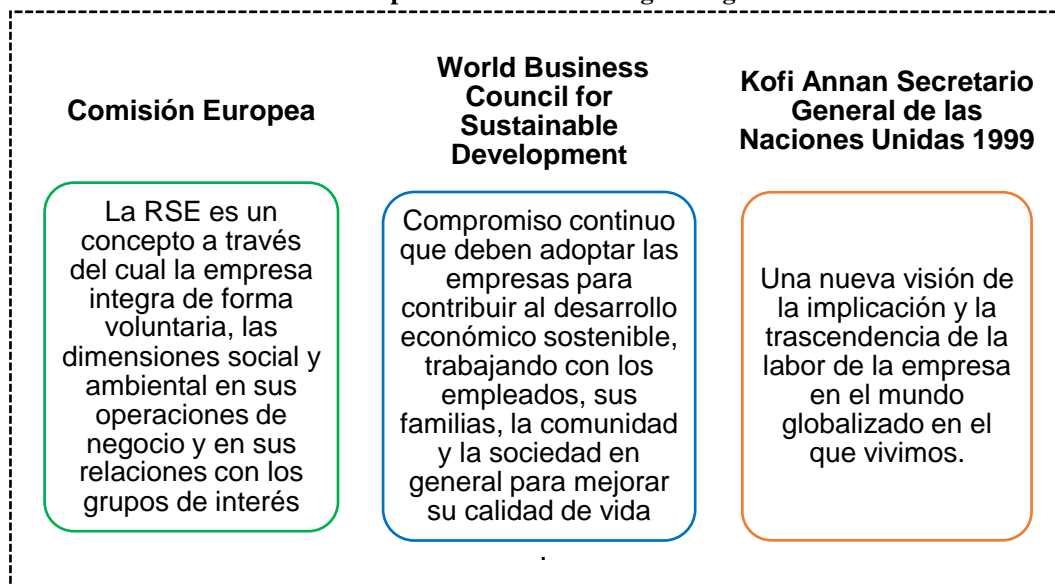 Comisión Europea
La RSE es un
concepto a través
del cual la empresa
integra de forma
voluntaria, las
dimensiones social y
ambiental en sus
operaciones de
negocio y en sus
relaciones con los
grupos de interés
World Business
Council for
Sustainable
Development
Compromiso continuo
que deben adoptar las
empresas para
contribuir al desarrollo
económico sostenible,
trabajando con los
empleados, sus
familias, la comunidad
y la sociedad en
general para mejorar
su calidad de vida
.
Kofi Annan Secretario
General de las
Naciones Unidas 1999
Una nueva visión de
la implicación y la
trascendencia de la
labor de la empresa
en el mundo
globalizado en el
que vivimos.